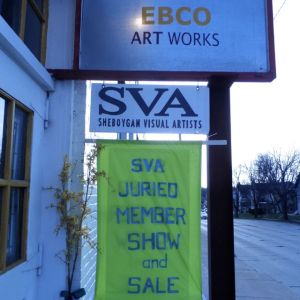 EBCO
ART WORKS
SVA
SHEBOYGAN VISUAL ARTISTS
SVA
JURIED
MEMBER
SHOW
and
SALE